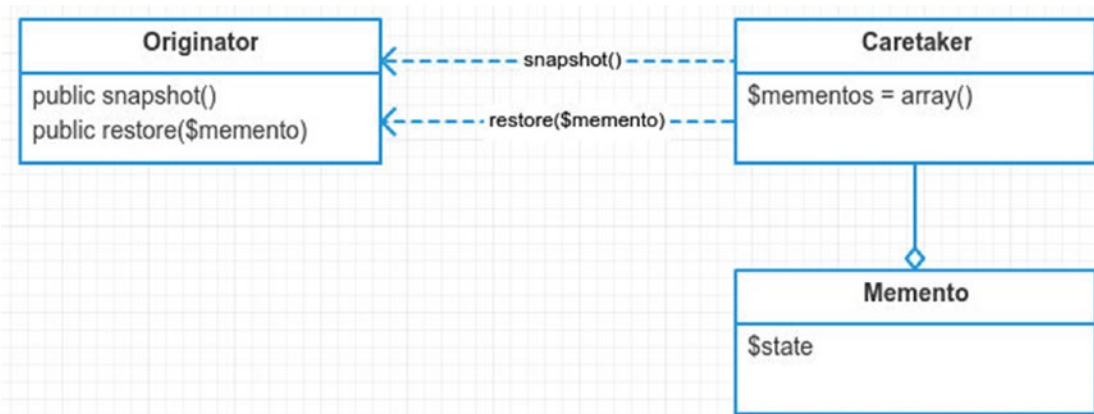 Originator
public snapshot()
public restore($memento)
snapshot()
restore($memento)
Caretaker
$mementos = array()
Memento
$state